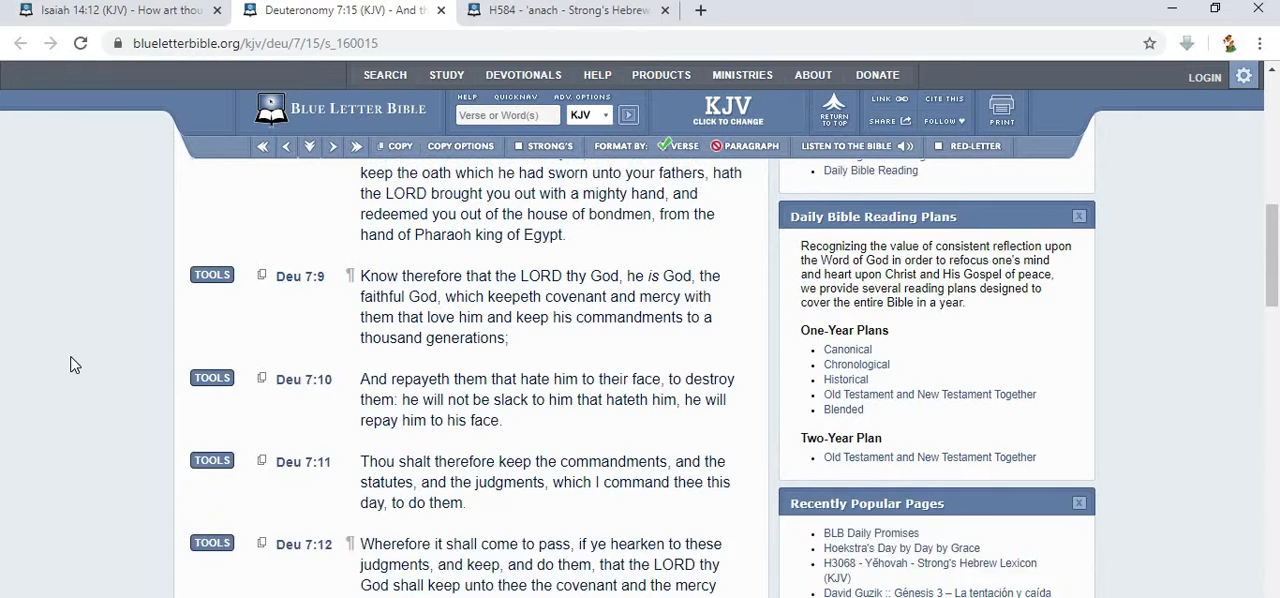 Isaiah 14:12 (KJV) - How art thou
Deuteronomy 7:15 (KJV) - And th
H584 - 'anach - Strong's Hebrew
blueletterbible.org/kjv/deu/7/15/s_160015
SEARCH STUDY DEVOTIONALS HELP PRODUCTS MINISTRIES ABOUT DONATE
LOGIN
BLUE LETTER BIBLE
HELP QUICKNAV ADV. OPTIONS
Verse or Word(s) KJV
KJV
CLICK TO CHANGE
RETURN
TO TOP
LINK CITE THIS
SHARE FOLLOW
PRINT
COPY COPY OPTIONS STRONG'S FORMAT BY: VERSE PARAGRAPH LISTEN TO THE BIBLE RED-LETTER
keep the oath which he had sworn unto your fathers, hath
the LORD brought you out with a mighty hand, and
redeemed you out of the house of bondmen, from the
hand of Pharaoh king of Egypt.
TOOLS Deu 7:9 ¶ Know therefore that the LORD thy God, he is God, the
faithful God, which keepeth covenant and mercy with
them that love him and keep his commandments to a
thousand generations;
TOOLS Deu 7:10 And repayeth them that hate him to their face, to destroy
them: he will not be slack to him that hateth him, he will
repay him to his face.
TOOLS Deu 7:11 Thou shalt therefore keep the commandments, and the
statutes, and the judgments, which I command thee this
day, to do them.
TOOLS Deu 7:12 ¶ Wherefore it shall come to pass, if ye hearken to these
judgments, and keep, and do them, that the LORD thy
God shall keep unto thee the covenant and the mercy
Daily Bible Reading
Daily Bible Reading Plans X
Recognizing the value of consistent reflection upon
the Word of God in order to refocus one's mind
and heart upon Christ and His Gospel of peace,
we provide several reading plans designed to
cover the entire Bible in a year.
One-Year Plans
Canonical
Chronological
Historical
Old Testament and New Testament Together
Blended
Two-Year Plan
Old Testament and New Testament Together
Recently Popular Pages X
BLB Daily Promises
Hoekstra's Day by Day by Grace
H3068 - Yĕhovah - Strong's Hebrew Lexicon
(KJV)
David Guzik :: Génesis 3 – La tentación y caída